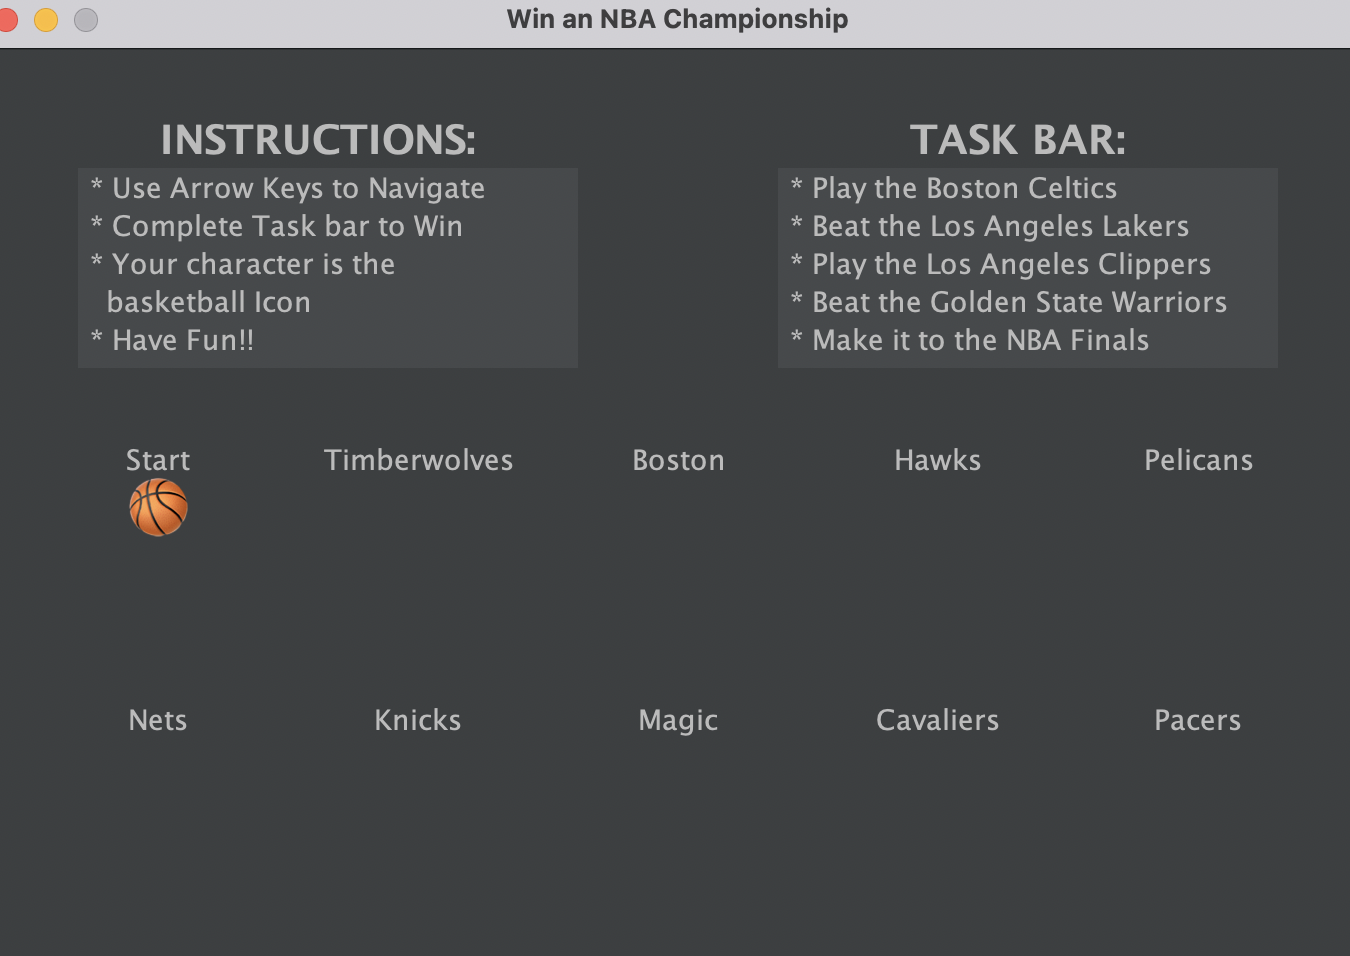 Win an NBA Championship
INSTRUCTIONS:
* Use Arrow Keys to Navigate
* Complete Task bar to Win
* Your character is the
basketball Icon
* Have Fun!!
TASK BAR:
* Play the Boston Celtics
* Beat the Los Angeles Lakers
* Play the Los Angeles Clippers
* Beat the Golden State Warriors
* Make it to the NBA Finals
Start Timberwolves Boston Hawks Pelicans
Nets Knicks Magic Cavaliers Pacers